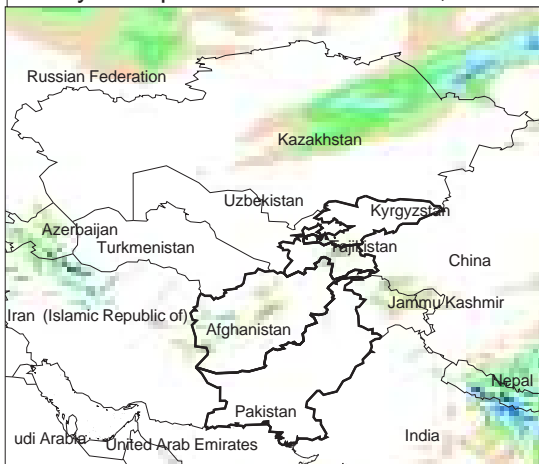 Russian Federation
Kazakhstan
Uzbekistan
Kyrgyzstan
Azerbaijan
Turkmenistan
Tajikistan
China
Jammu Kashmir
Iran (Islamic Republic of)
Afghanistan
Nepal
Pakistan
udi Arabia
United Arab Emirates
India